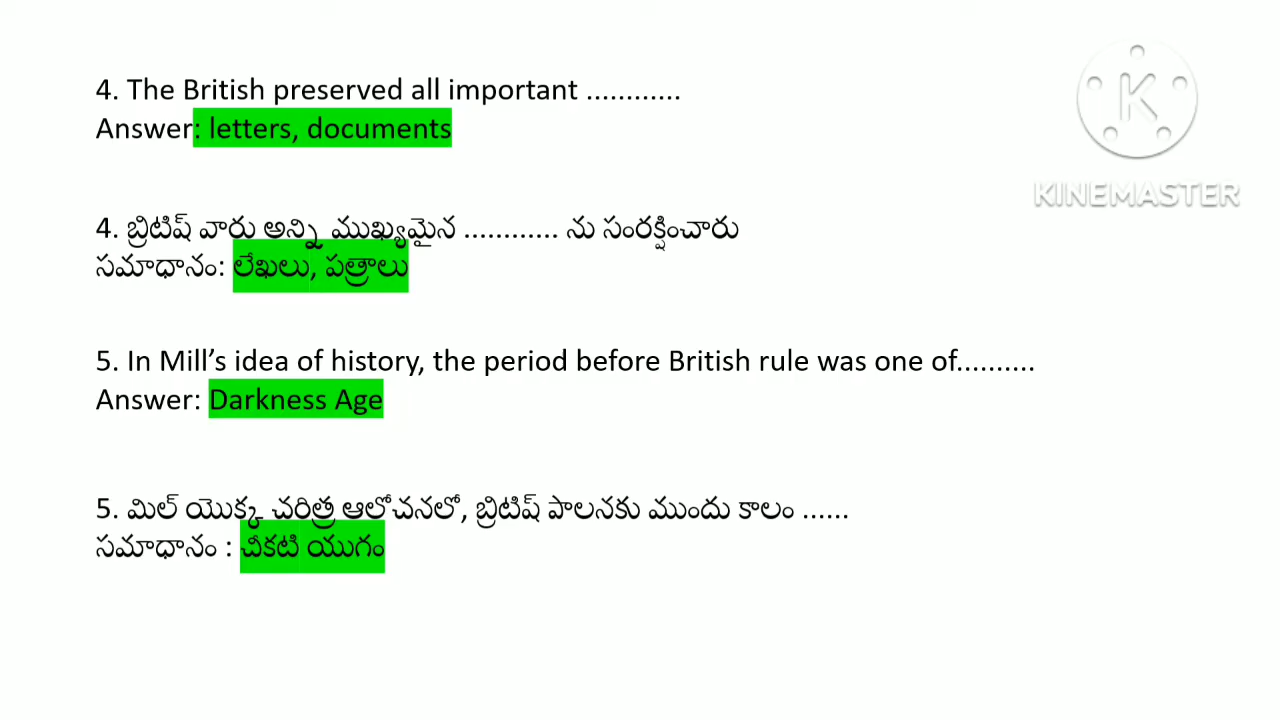 4. The British preserved all important ............
Answer: letters, documents
4. బ్రిటిష్ వారు అన్ని ముఖ్యమైన ............ ను సంరక్షించారు
సమాధానం: లేఖలు, పత్రాలు
5. In Mill’s idea of history, the period before British rule was one of..........
Answer: Darkness Age
5. మిల్ యొక్క చరిత్ర ఆలోచనలో, బ్రిటిష్ పాలనకు ముందు కాలం ......
సమాధానం : చీకటి యుగం
K
KINEMASTER